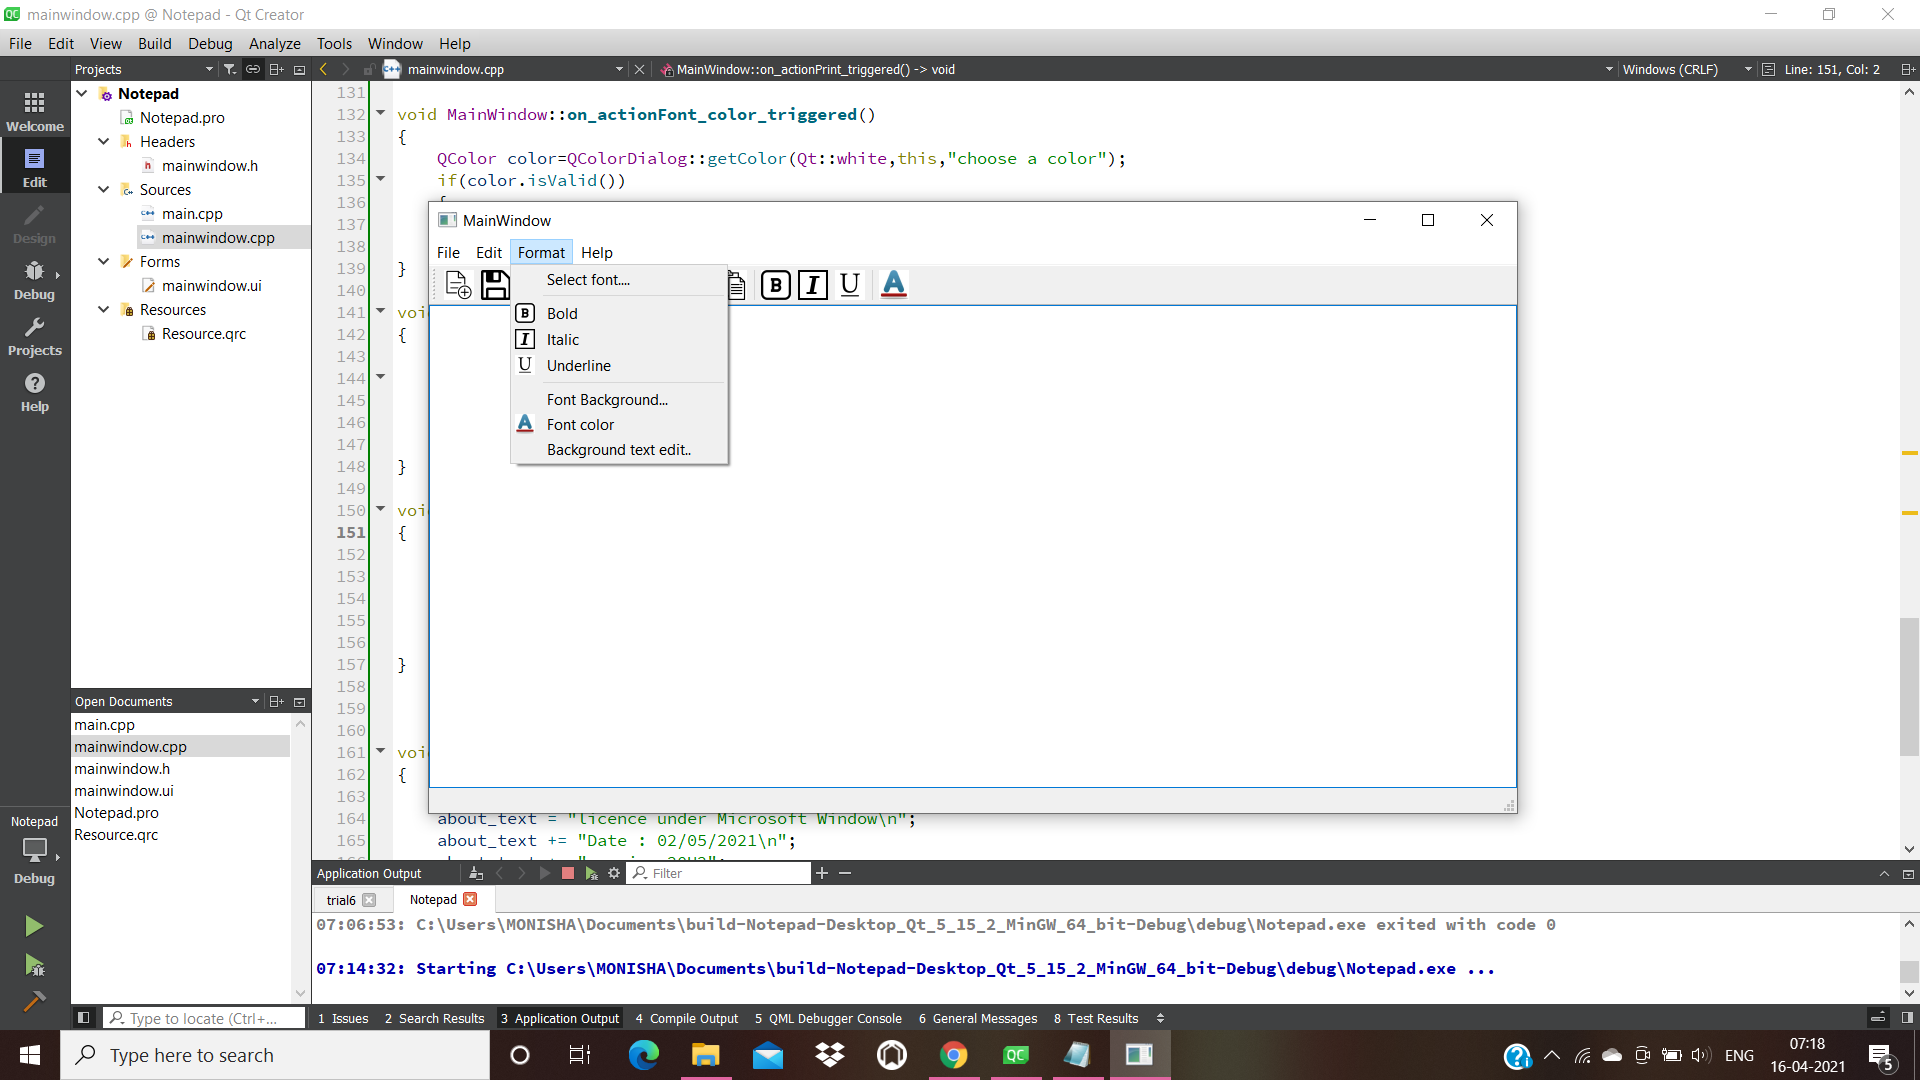 mainwindow.cpp @ Notepad - Qt Creator
File Edit View Build Debug Analyze Tools Window Help
Projects mainwindow.cpp MainWindow::on_actionPrint_triggered() -> void Windows (CRLF) Line: 151, Col: 2
Welcome
Edit
Design
Debug
Projects
Help
Notepad
Notepad.pro
Headers
mainwindow.h
Sources
main.cpp
mainwindow.cpp
Forms
mainwindow.ui
Resources
Resource.qrc
131
132 void MainWindow::on_actionFont_color_triggered()
133 {
134 QColor color=QColorDialog::getColor(Qt::white,this,"choose a color");
135 if(color.isValid())
136
137
138
139 }
140
141 voi
142 {
143
144
145
146
147
148 }
149
150 voi
151 {
152
153
154
155
156
157 }
158
159
160
161 voi
162 {
163
164 about_text = "licence under Microsoft Window\n";
165 about_text += "Date : 02/05/2021\n";
MainWindow
File Edit Format Help
Select font....
B Bold
I Italic
U Underline
Font Background...
A Font color
Background text edit..
B I U A
Open Documents
main.cpp
mainwindow.cpp
mainwindow.h
mainwindow.ui
Notepad.pro
Resource.qrc
Notepad
Debug
Application Output Filter
trial6 Notepad
07:06:53: C:\Users\MONISHA\Documents\build-Notepad-Desktop_Qt_5_15_2_MinGW_64_bit-Debug\debug\Notepad.exe exited with code 0
07:14:32: Starting C:\Users\MONISHA\Documents\build-Notepad-Desktop_Qt_5_15_2_MinGW_64_bit-Debug\debug\Notepad.exe ...
Type to locate (Ctrl+... 1 Issues 2 Search Results 3 Application Output 4 Compile Output 5 QML Debugger Console 6 General Messages 8 Test Results
Type here to search QC ENG 07:18
16-04-2021 5